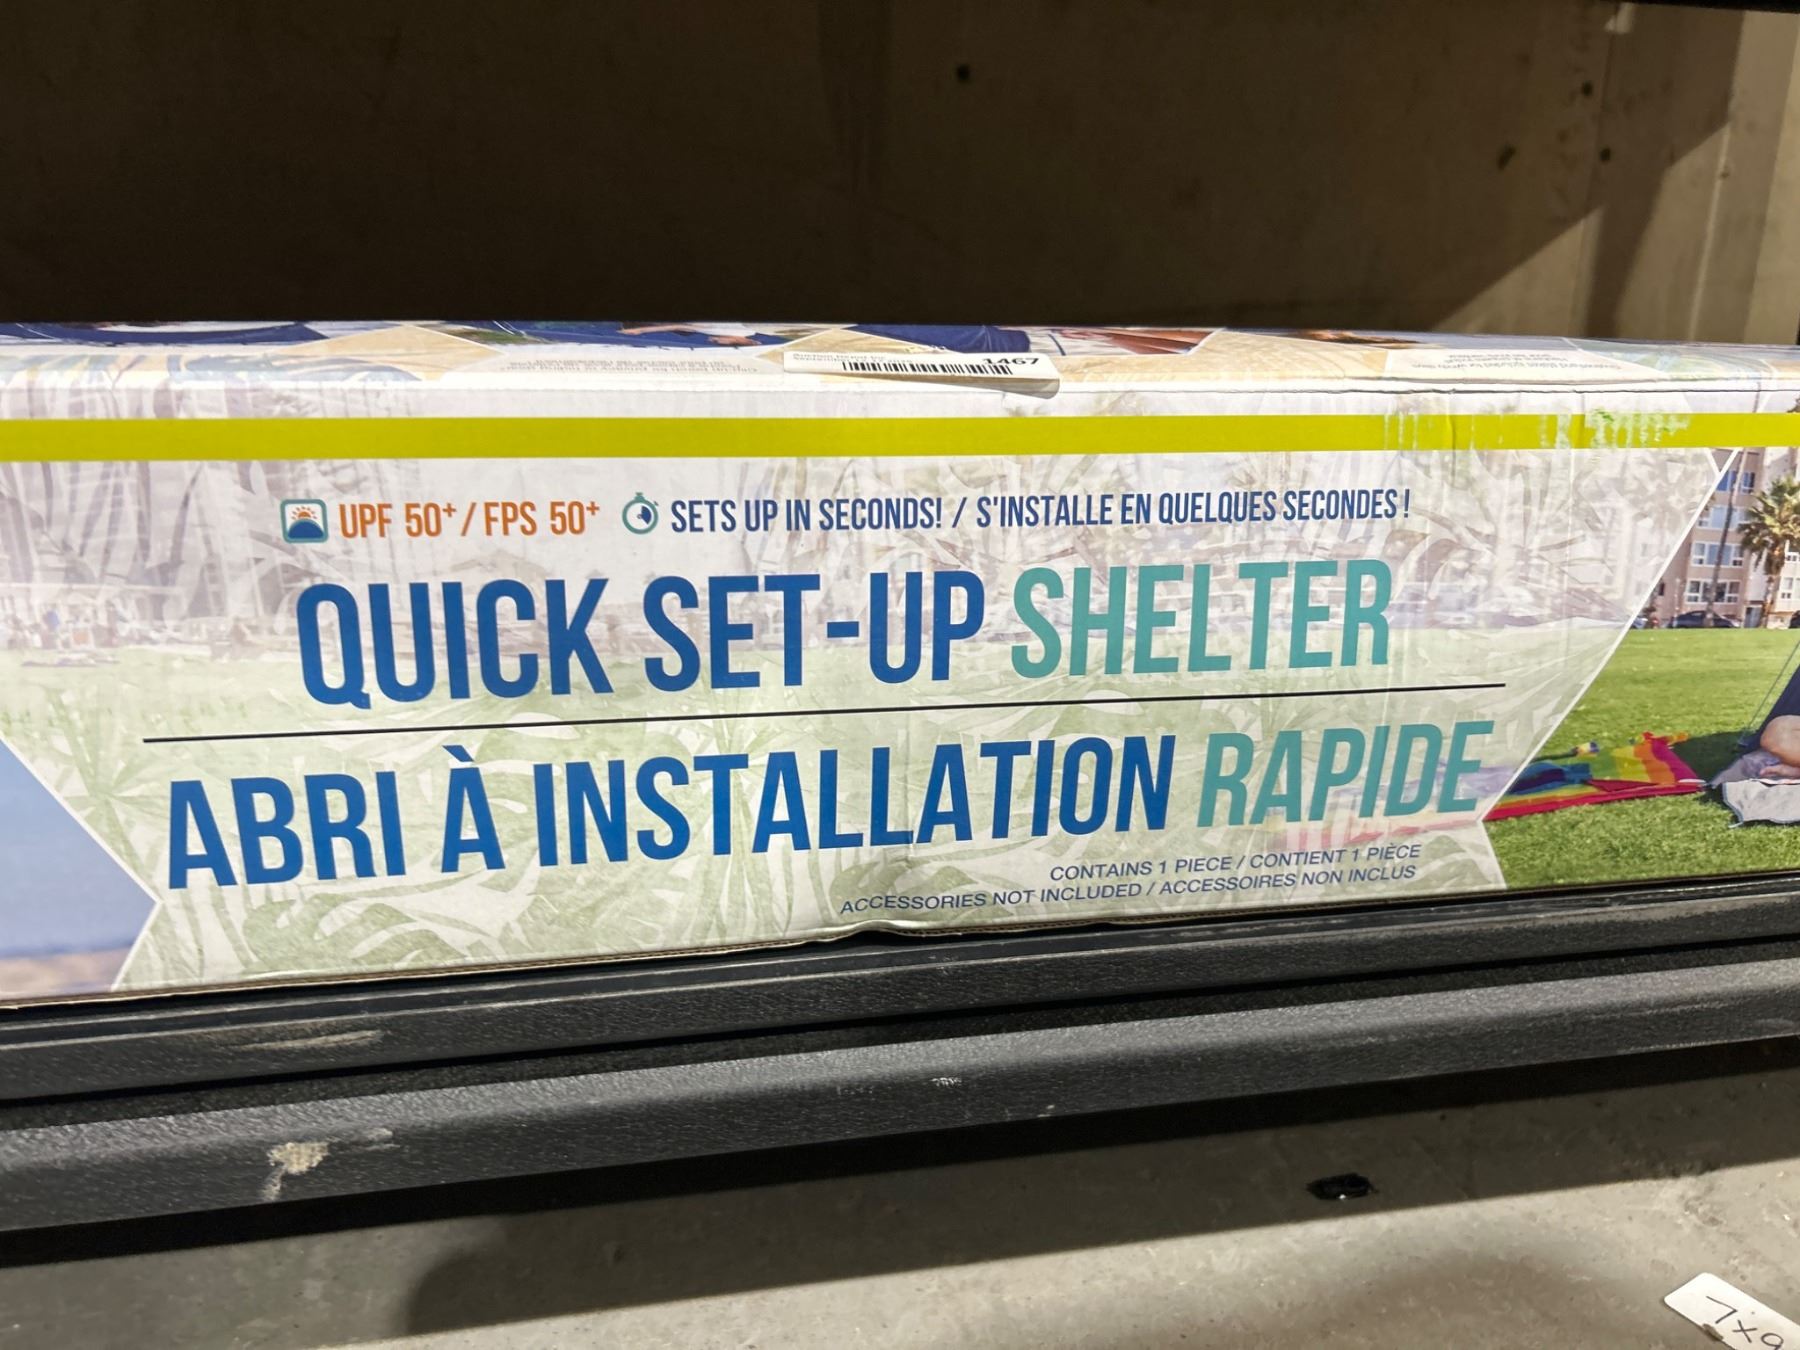 1467
UPF 50+ / FPS 50+ SETS UP IN SECONDS! / S'INSTALLE EN QUELQUES SECONDES !
QUICK SET-UP SHELTER
ABRI À INSTALLATION RAPIDE
CONTAINS 1 PIECE / CONTIENT 1 PIÈCE
ACCESSORIES NOT INCLUDED / ACCESSOIRES NON INCLUS
7x9